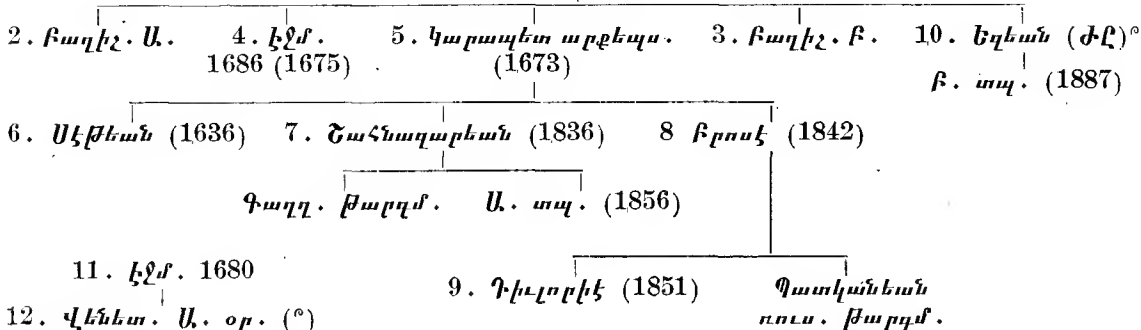 2. Բաղիշ. Ա. 4. Էջմ. 5. Կարապետ արքեպս. 3. Բաղիշ. Բ. 10. Եղեան (ԺԸ)՞
1686 (1675) (1673) Բ. տպ. (1887)
6. Սէթեան (1636) 7. Շահնազարեան (1836) 8 Բրոսէ (1842)
Գաղղ. թարգմ. Ա. տպ. (1856)
11. Էջմ. 1680 9. Դիւլորիէ (1851) Պատկանեան
12. Վենետ. Ա. օր. (՞) ռուս. թարգմ.